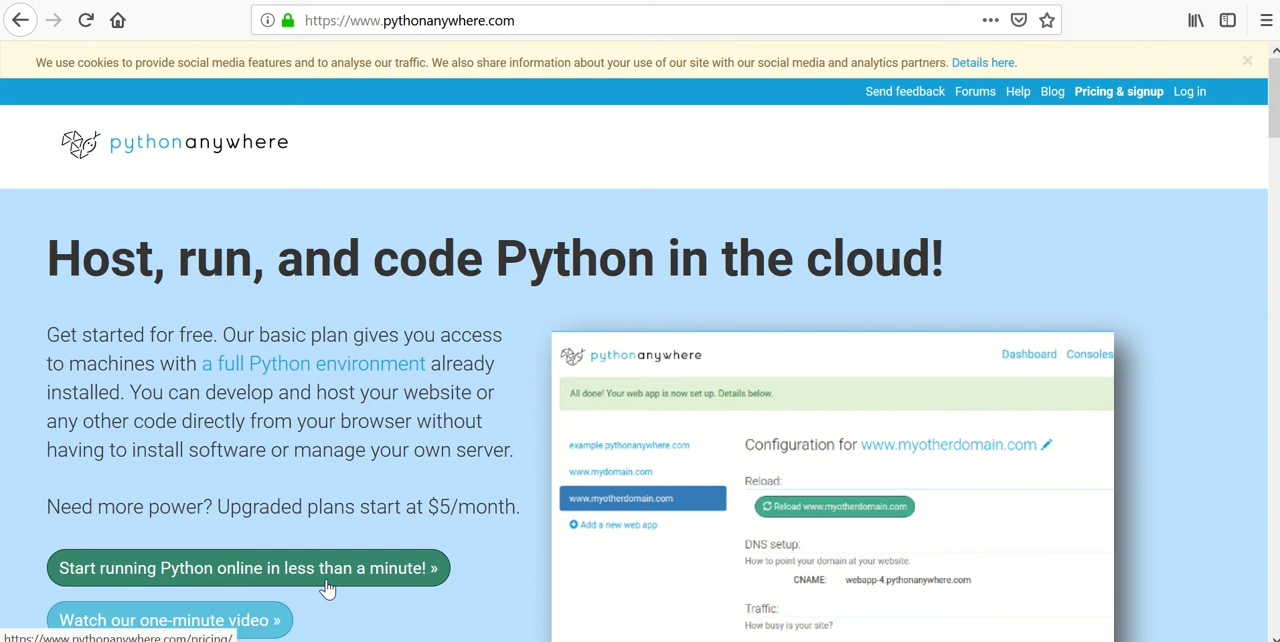 https://www.pythonanywhere.com
We use cookies to provide social media features and to analyse our traffic. We also share information about your use of our site with our social media and analytics partners. Details here.
Send feedback Forums Help Blog Pricing & signup Log in
pythonanywhere
Host, run, and code Python in the cloud!
Get started for free. Our basic plan gives you access
to machines with a full Python environment already
installed. You can develop and host your website or
any other code directly from your browser without
having to install software or manage your own server.
Need more power? Upgraded plans start at $5/month.
Start running Python online in less than a minute! »
Watch our one-minute video »
pythonanywhere
Dashboard Consoles
All done! Your web app is now set up. Details below.
example.pythonanywhere.com
www.mydomain.com
www.myotherdomain.com
Add a new web app
Configuration for www.myotherdomain.com
Reload:
Reload www.myotherdomain.com
DNS setup:
How to point your domain at your website.
CNAME: webapp-4.pythonanywhere.com
Traffic:
How busy is your site?
https://www.pythonanywhere.com/pricing/